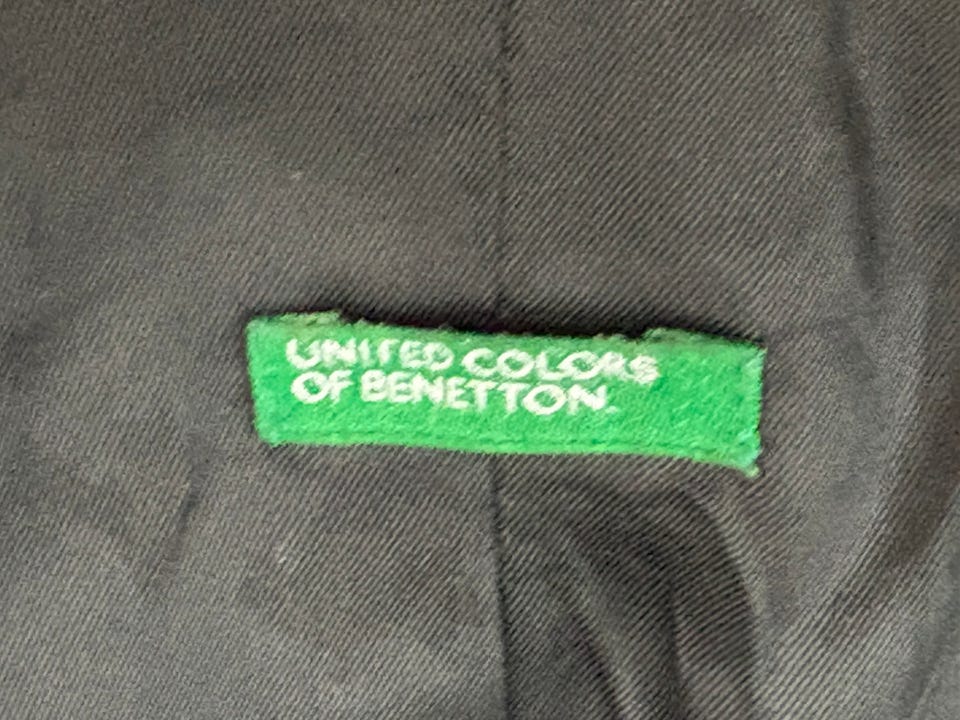 UNITED COLORS
OF BENETTON.